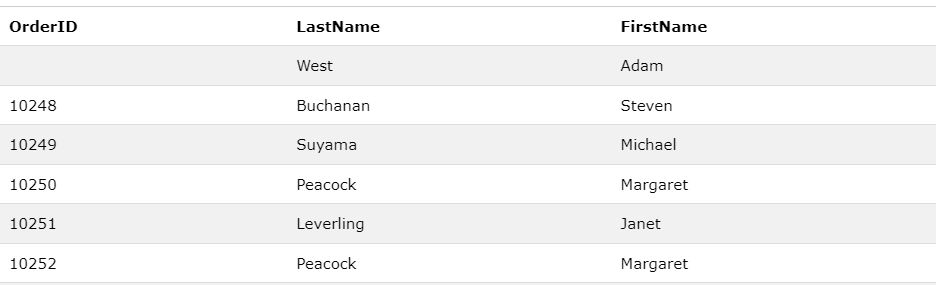 OrderID LastName FirstName
West Adam
10248 Buchanan Steven
10249 Suyama Michael
10250 Peacock Margaret
10251 Leverling Janet
10252 Peacock Margaret